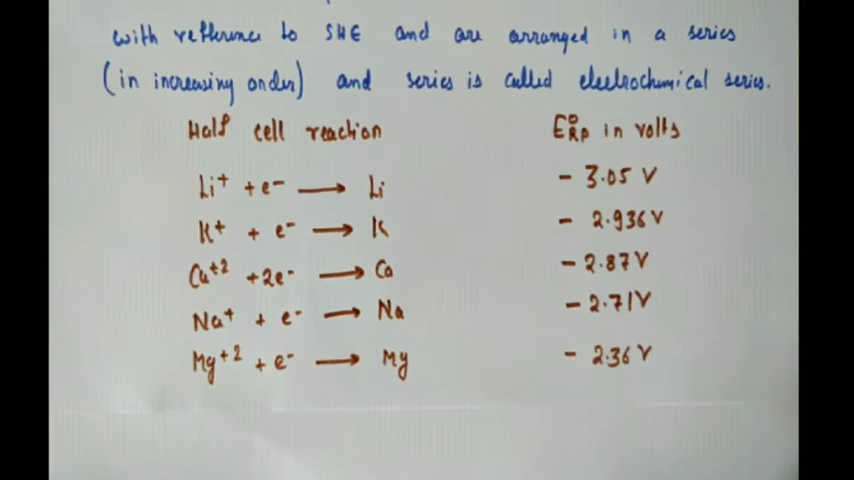 with refference to SHE and are arranged in a series
(in increasing order) and series is called electrochemical series.
Half cell reaction E°RP in volts
Li+ + e- → Li - 3.05 V
K+ + e- → K - 2.936 V
Ca+2 + 2e- → Ca - 2.87 V
Na+ + e- → Na - 2.71 V
Mg+2 + e- → Mg - 2.36 V